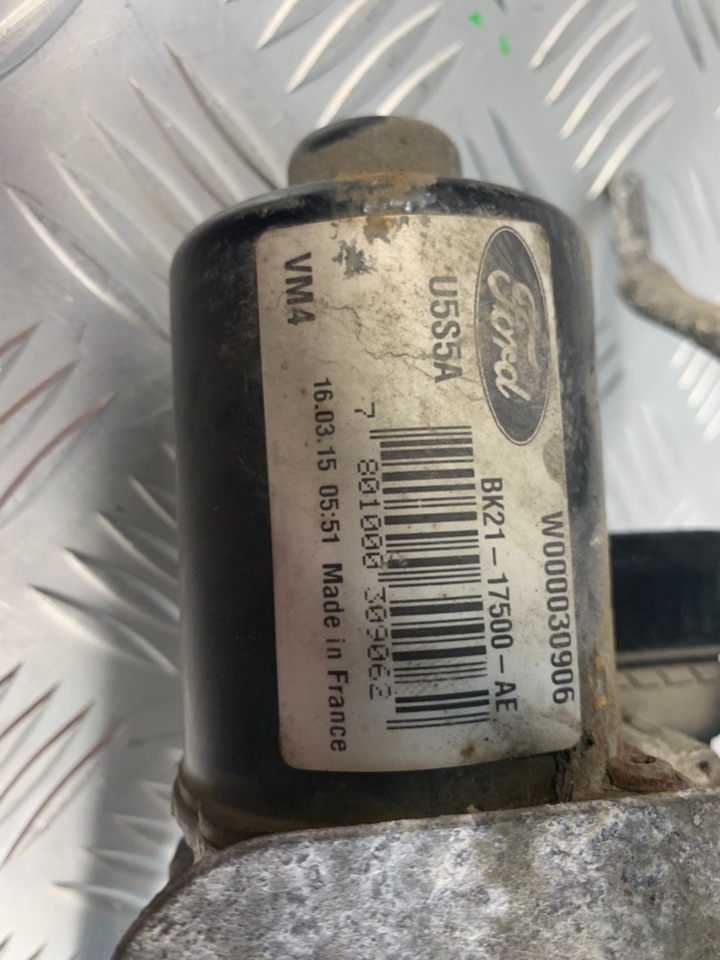 W000030906
Ford
BK21-17500-AE
U5S5A
7 801000 309062
VM4
16.03.15 05:51 Made in France